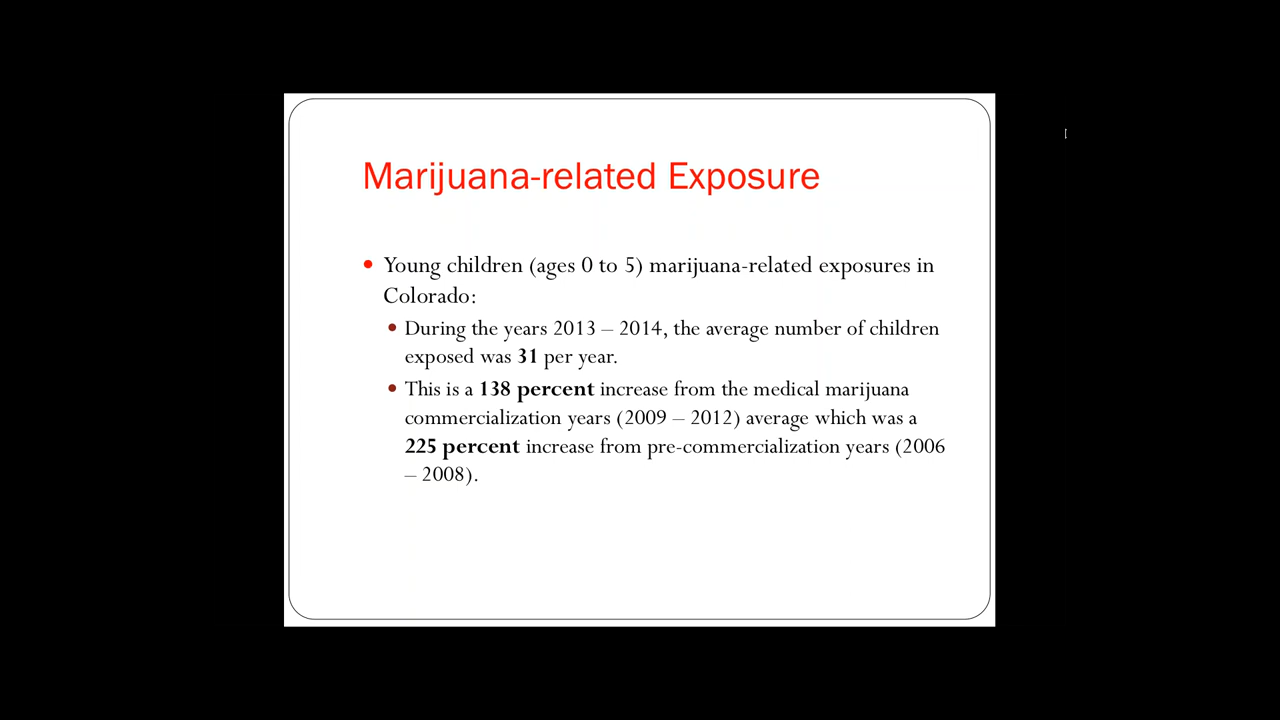 Marijuana-related Exposure
• Young children (ages 0 to 5) marijuana-related exposures in
Colorado:
• During the years 2013 – 2014, the average number of children
exposed was 31 per year.
• This is a 138 percent increase from the medical marijuana
commercialization years (2009 – 2012) average which was a
225 percent increase from pre-commercialization years (2006
– 2008).